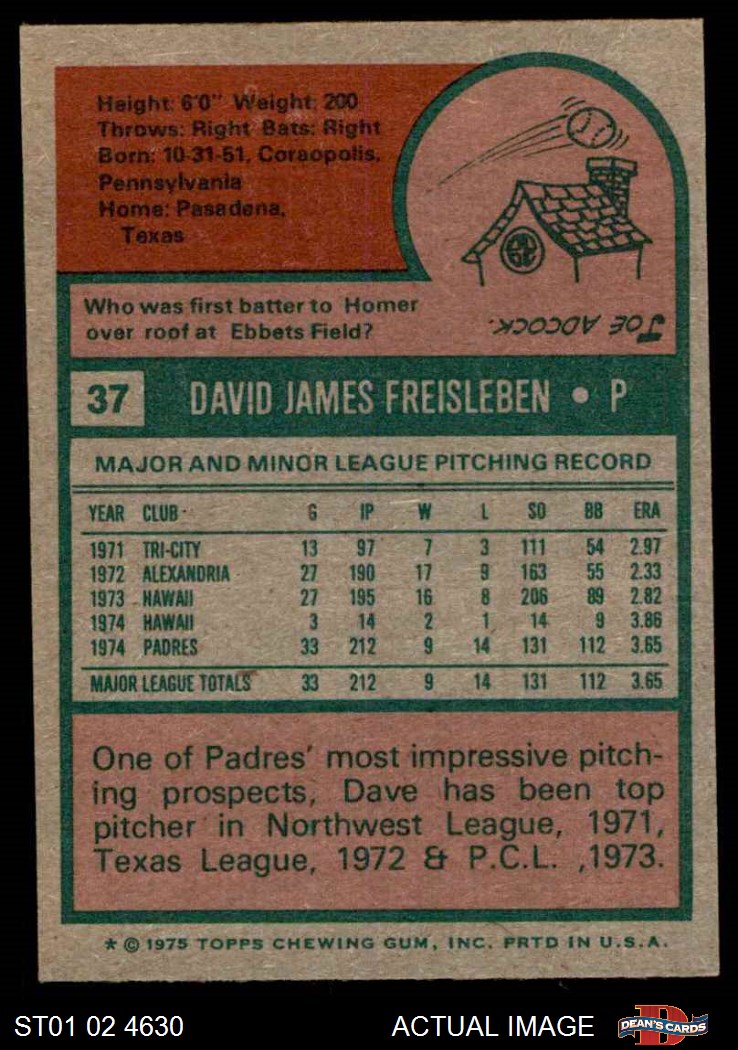 Height: 6'0" Weight: 200
Throws: Right Bats: Right
Born: 10-31-51, Coraopolis,
Pennsylvania
Home: Pasadena,
Texas
Who was first batter to Homer
over roof at Ebbets Field?
JOE ADCOCK.
37 DAVID JAMES FREISLEBEN • P
MAJOR AND MINOR LEAGUE PITCHING RECORD
YEAR CLUB G IP W L SO BB ERA
1971 TRI-CITY 13 97 7 3 111 54 2.97
1972 ALEXANDRIA 27 190 17 9 163 55 2.33
1973 HAWAII 27 195 16 8 206 89 2.82
1974 HAWAII 3 14 2 1 14 9 3.86
1974 PADRES 33 212 9 14 131 112 3.65
MAJOR LEAGUE TOTALS 33 212 9 14 131 112 3.65
One of Padres' most impressive pitch-
ing prospects, Dave has been top
pitcher in Northwest League, 1971,
Texas League, 1972 & P.C.L. ,1973.
* © 1975 TOPPS CHEWING GUM, INC. PRTD IN U.S.A.
ST01 02 4630 ACTUAL IMAGE D DEAN'S CARDS